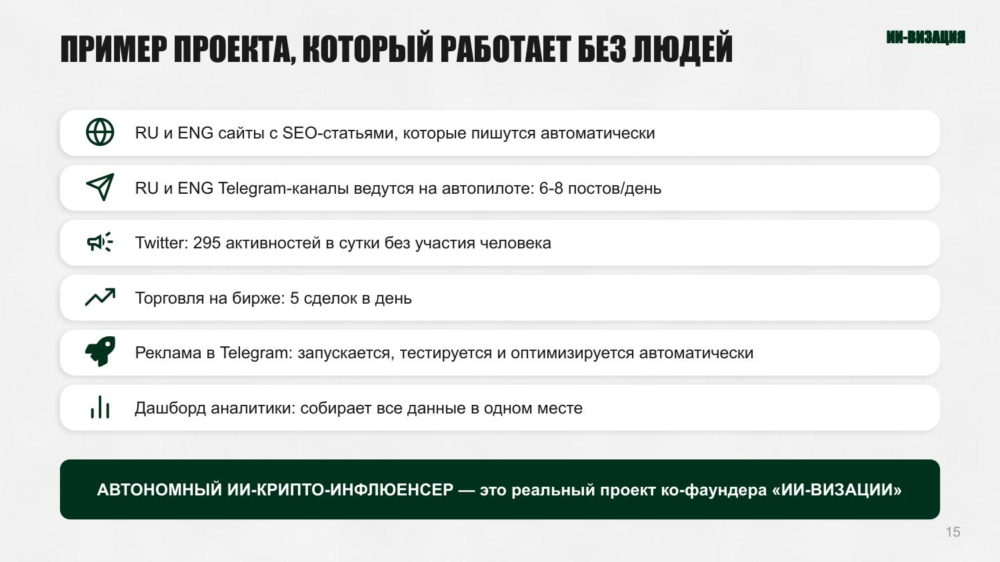 ПРИМЕР ПРОЕКТА, КОТОРЫЙ РАБОТАЕТ БЕЗ ЛЮДЕЙ
ИИ-ВИЗАЦИЯ
RU и ENG сайты с SEO-статьями, которые пишутся автоматически
RU и ENG Telegram-каналы ведутся на автопилоте: 6-8 постов/день
Twitter: 295 активностей в сутки без участия человека
Торговля на бирже: 5 сделок в день
Реклама в Telegram: запускается, тестируется и оптимизируется автоматически
Дашборд аналитики: собирает все данные в одном месте
АВТОНОМНЫЙ ИИ-КРИПТО-ИНФЛЮЕНСЕР — это реальный проект ко-фаундера «ИИ-ВИЗАЦИИ»
15